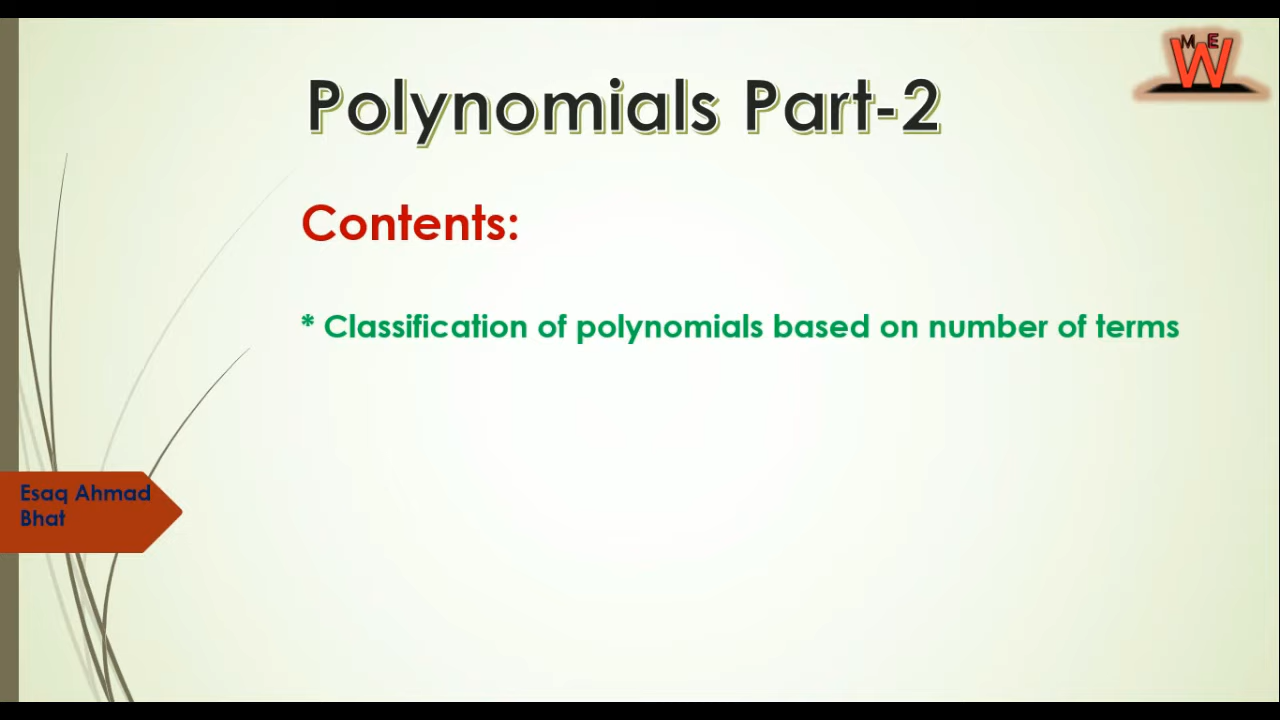 M E
W
Polynomials Part-2
Contents:
* Classification of polynomials based on number of terms
Esaq Ahmad
Bhat